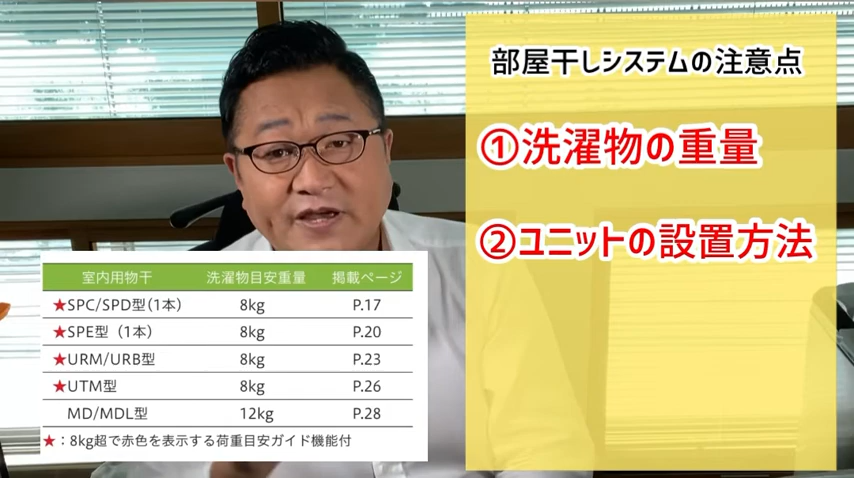 部屋干しシステムの注意点
①洗濯物の重量
②ユニットの設置方法
室内用物干 洗濯物目安重量 掲載ページ
★SPC/SPD型(1本) 8kg P.17
★SPE型（1本） 8kg P.20
★URM/URB型 8kg P.23
★UTM型 8kg P.26
MD/MDL型 12kg P.28
★：8kg超で赤色を表示する荷重目安ガイド機能付